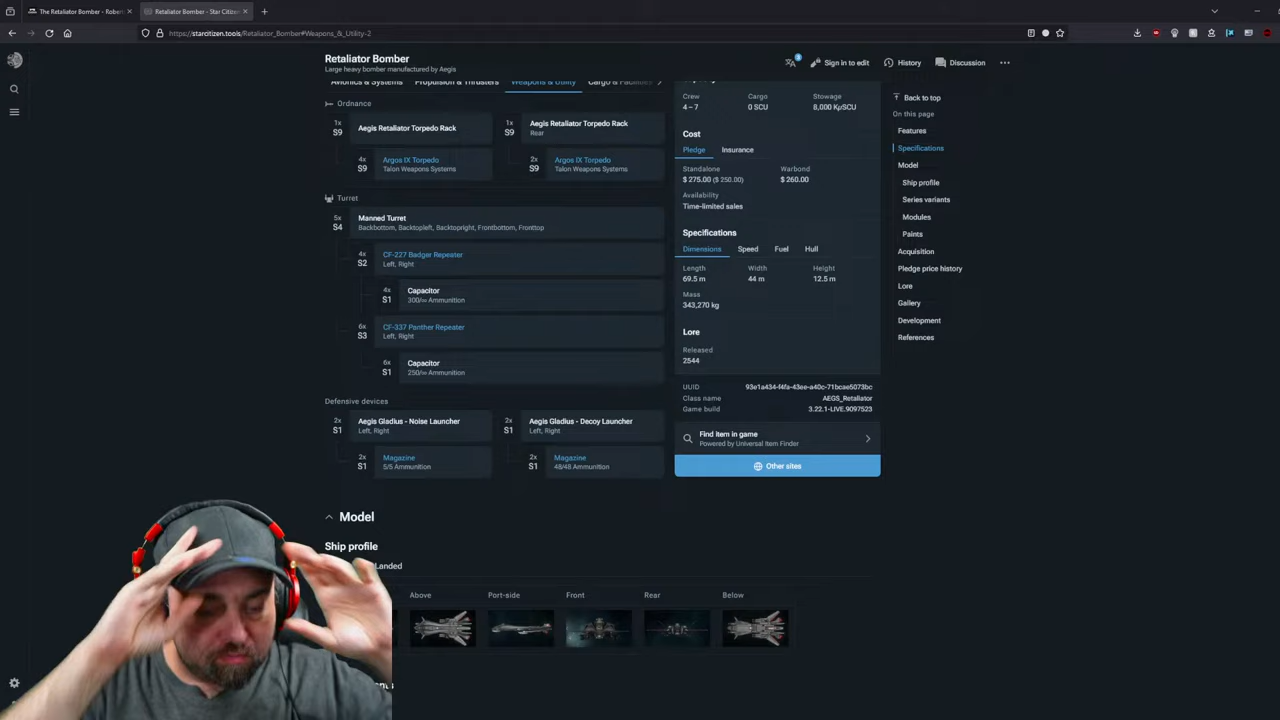 The Retaliator Bomber - Rober
Retaliator Bomber - Star Citizen
https://starcitizen.tools/Retaliator_Bomber#Weapons_&_Utility-2
Retaliator Bomber
Large heavy bomber manufactured by Aegis
Sign in to edit
History
Discussion
Avionics & Systems
Propulsion & Thrusters
Weapons & Utility
Cargo & Facilities
Ordnance
1x
S9
Aegis Retaliator Torpedo Rack
4x
S9
Argos IX Torpedo
Talon Weapons Systems
1x
S9
Aegis Retaliator Torpedo Rack
Rear
2x
S9
Argos IX Torpedo
Talon Weapons Systems
Turret
5x
S4
Manned Turret
Backbottom, Backtopleft, Backtopright, Frontbottom, Fronttop
4x
S2
CF-227 Badger Repeater
Left, Right
4x
S1
Capacitor
300/∞ Ammunition
6x
S3
CF-337 Panther Repeater
Left, Right
6x
S1
Capacitor
250/∞ Ammunition
Defensive devices
2x
S1
Aegis Gladius - Noise Launcher
Left, Right
2x
S1
Magazine
5/5 Ammunition
2x
S1
Aegis Gladius - Decoy Launcher
Left, Right
2x
S1
Magazine
48/48 Ammunition
Model
Ship profile
Landed
Above
Port-side
Front
Rear
Below
Crew
4 – 7
Cargo
0 SCU
Stowage
8,000 KμSCU
Cost
Pledge
Insurance
Standalone
$ 275.00 ($ 250.00)
Warbond
$ 260.00
Availability
Time-limited sales
Specifications
Dimensions
Speed
Fuel
Hull
Length
69.5 m
Width
44 m
Height
12.5 m
Mass
343,270 kg
Lore
Released
2544
UUID
93e1a434-f4fa-43ee-a40c-71bcae5073bc
Class name
AEGS_Retaliator
Game build
3.22.1-LIVE.9097523
Find item in game
Powered by Universal Item Finder
Other sites
Back to top
On this page
Features
Specifications
Model
Ship profile
Series variants
Modules
Paints
Acquisition
Pledge price history
Lore
Gallery
Development
References